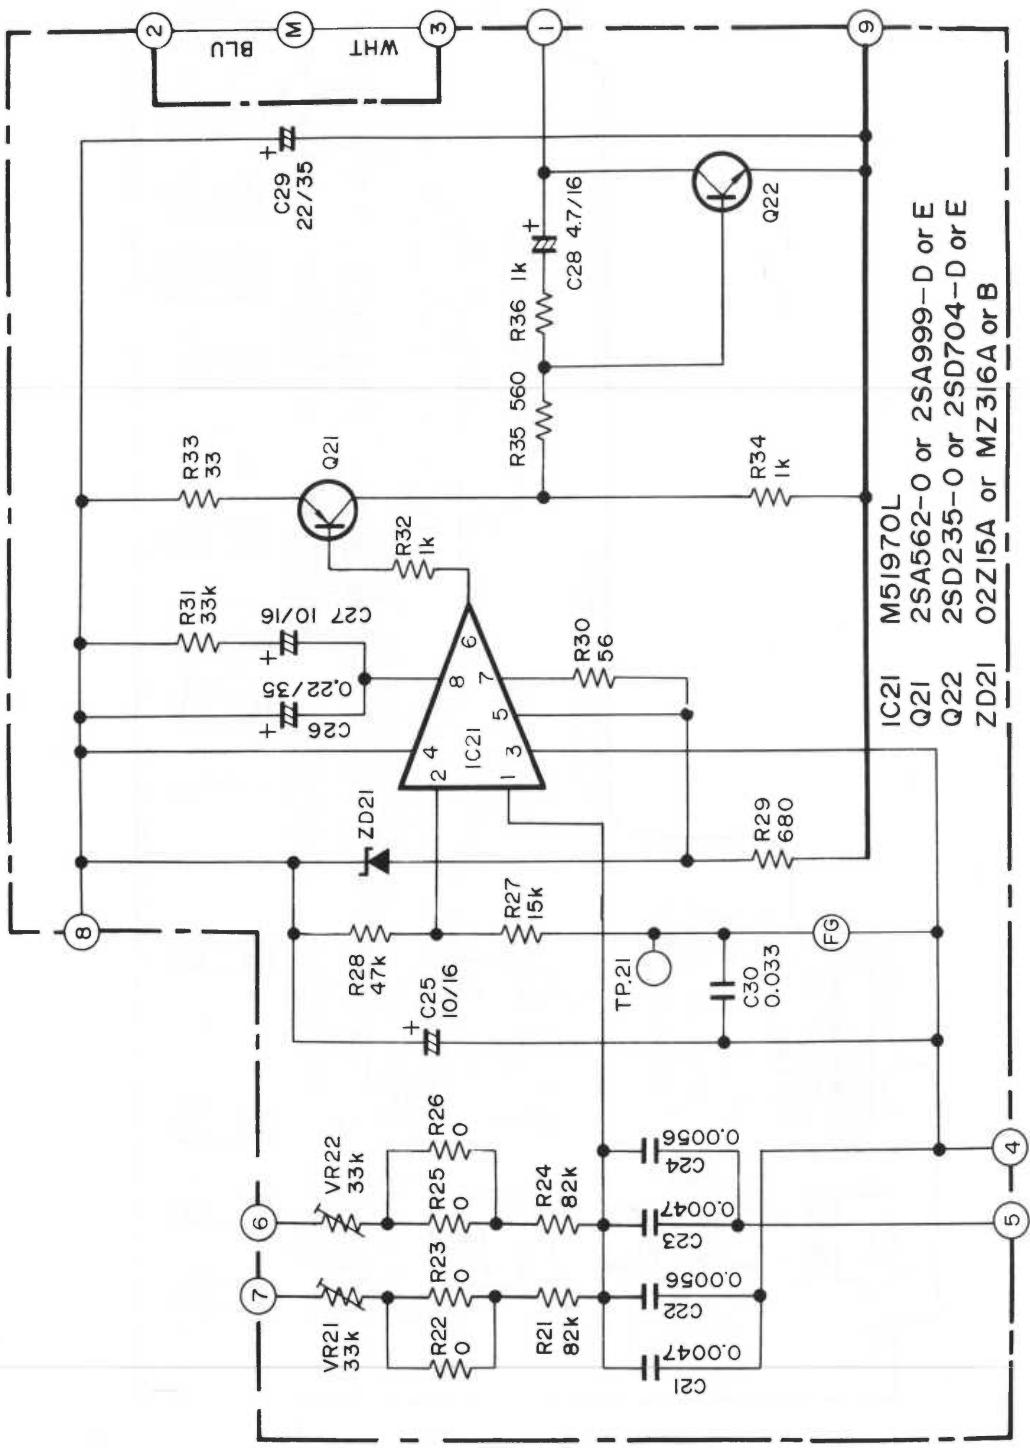 2
BLU
M
WHT
3
1
9
C29
22/35
C28 4.7/16
Q22
R36 1k
R35 560
R33
33
Q21
R34
1k
R32
1k
R31
33k
C27 10/16
0.22/35
C26
IC21
1
2
3
4
5
6
7
8
R30
56
ZD21
R29
680
8
R28
47k
R27
15k
C25
10/16
TP.21
C30
0.033
FG
6
VR22
33k
R26
0
R25
0
R24
82k
0.0056
C24
0.0047
C23
4
5
7
VR21
33k
R23
0
R22
0
R21
82k
0.0056
C22
0.0047
C21
IC21 M51970L
Q21 2SA562-O or 2SA999-D or E
Q22 2SD235-O or 2SD704-D or E
ZD21 02Z15A or MZ316A or B